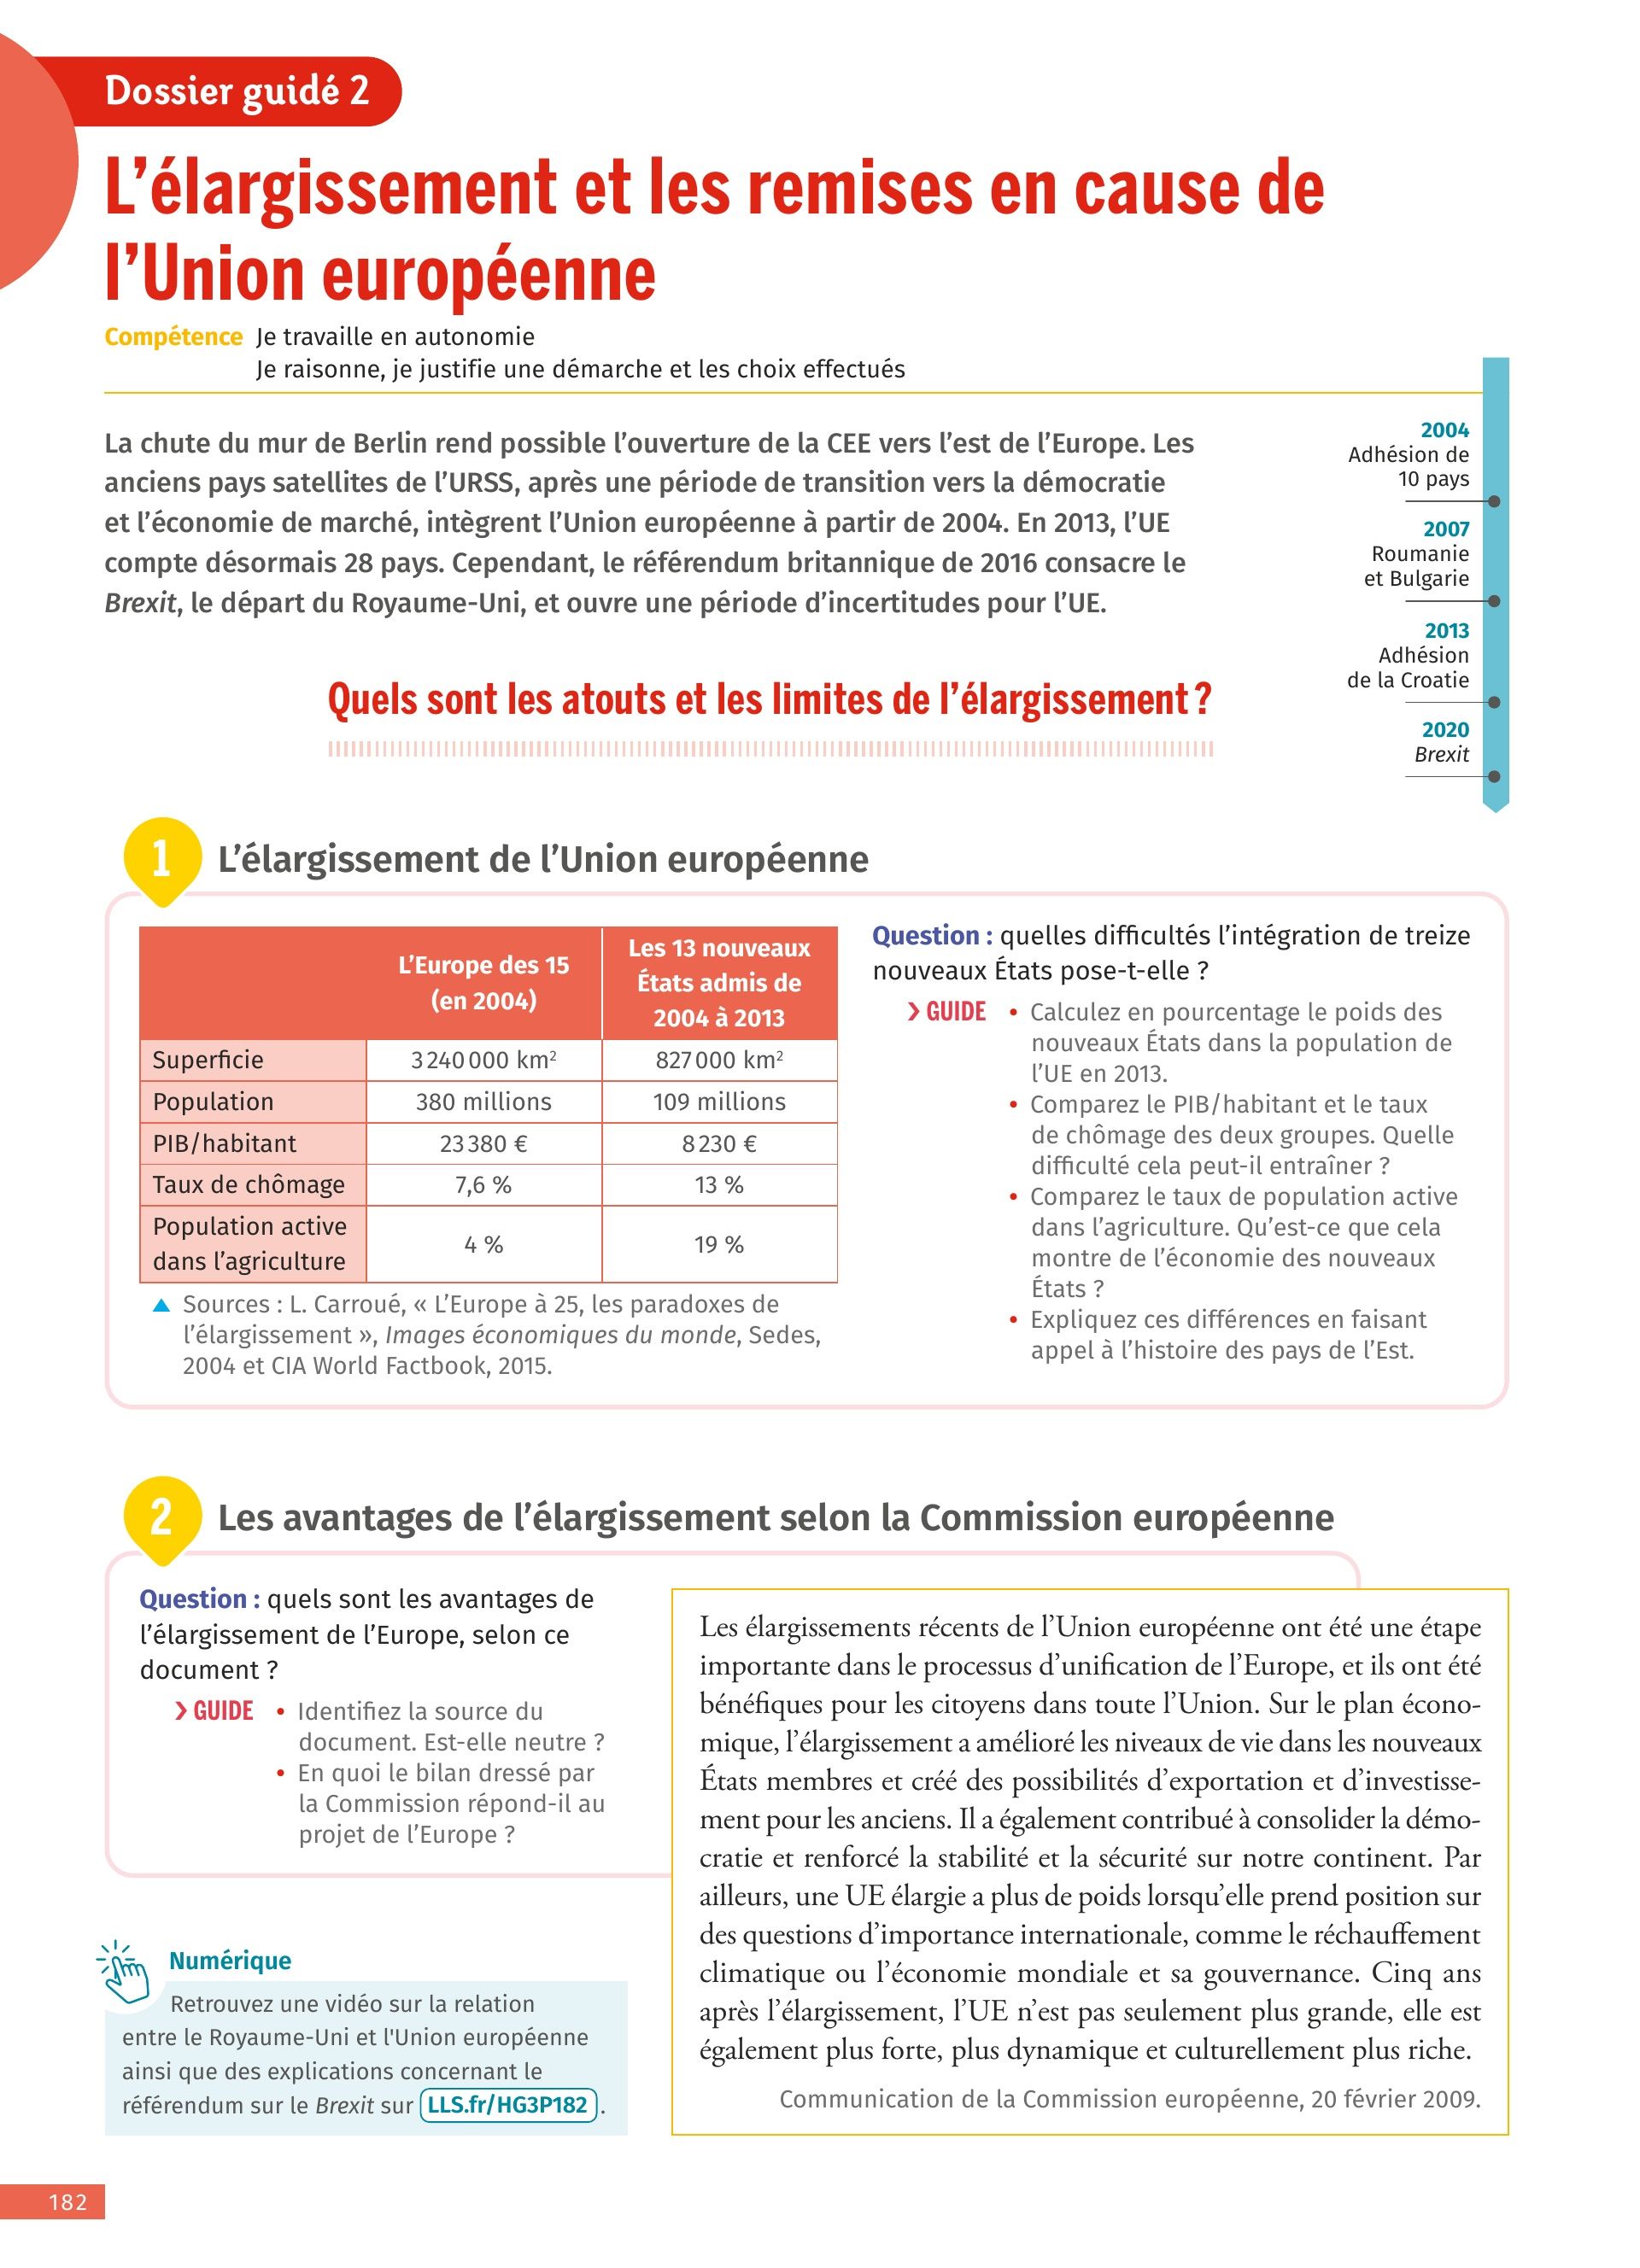 Dossier guidé 2
L’élargissement et les remises en cause de
l’Union européenne
Compétence Je travaille en autonomie
Je raisonne, je justifie une démarche et les choix effectués
La chute du mur de Berlin rend possible l’ouverture de la CEE vers l’est de l’Europe. Les
anciens pays satellites de l’URSS, après une période de transition vers la démocratie
et l’économie de marché, intègrent l’Union européenne à partir de 2004. En 2013, l’UE
compte désormais 28 pays. Cependant, le référendum britannique de 2016 consacre le
Brexit, le départ du Royaume-Uni, et ouvre une période d’incertitudes pour l’UE.
2004
Adhésion de
10 pays
2007
Roumanie
et Bulgarie
2013
Adhésion
de la Croatie
2020
Brexit
Quels sont les atouts et les limites de l’élargissement ?
1 L’élargissement de l’Union européenne
L’Europe des 15
(en 2004)
Les 13 nouveaux
États admis de
2004 à 2013
Superficie 3 240 000 km² 827 000 km²
Population 380 millions 109 millions
PIB/habitant 23 380 € 8 230 €
Taux de chômage 7,6 % 13 %
Population active
dans l’agriculture
4 % 19 %
Sources : L. Carroué, « L’Europe à 25, les paradoxes de
l’élargissement », Images économiques du monde, Sedes,
2004 et CIA World Factbook, 2015.
Question : quelles difficultés l’intégration de treize
nouveaux États pose-t-elle ?
GUIDE • Calculez en pourcentage le poids des
nouveaux États dans la population de
l’UE en 2013.
• Comparez le PIB/habitant et le taux
de chômage des deux groupes. Quelle
difficulté cela peut-il entraîner ?
• Comparez le taux de population active
dans l’agriculture. Qu’est-ce que cela
montre de l’économie des nouveaux
États ?
• Expliquez ces différences en faisant
appel à l’histoire des pays de l’Est.
2 Les avantages de l’élargissement selon la Commission européenne
Question : quels sont les avantages de
l’élargissement de l’Europe, selon ce
document ?
GUIDE • Identifiez la source du
document. Est-elle neutre ?
• En quoi le bilan dressé par
la Commission répond-il au
projet de l’Europe ?
Les élargissements récents de l’Union européenne ont été une étape
importante dans le processus d’unification de l’Europe, et ils ont été
bénéfiques pour les citoyens dans toute l’Union. Sur le plan écono-
mique, l’élargissement a amélioré les niveaux de vie dans les nouveaux
États membres et créé des possibilités d’exportation et d’investisse-
ment pour les anciens. Il a également contribué à consolider la démo-
cratie et renforcé la stabilité et la sécurité sur notre continent. Par
ailleurs, une UE élargie a plus de poids lorsqu’elle prend position sur
des questions d’importance internationale, comme le réchauffement
climatique ou l’économie mondiale et sa gouvernance. Cinq ans
après l’élargissement, l’UE n’est pas seulement plus grande, elle est
également plus forte, plus dynamique et culturellement plus riche.
Communication de la Commission européenne, 20 février 2009.
Numérique
Retrouvez une vidéo sur la relation
entre le Royaume-Uni et l'Union européenne
ainsi que des explications concernant le
référendum sur le Brexit sur LLS.fr/HG3P182 .
182